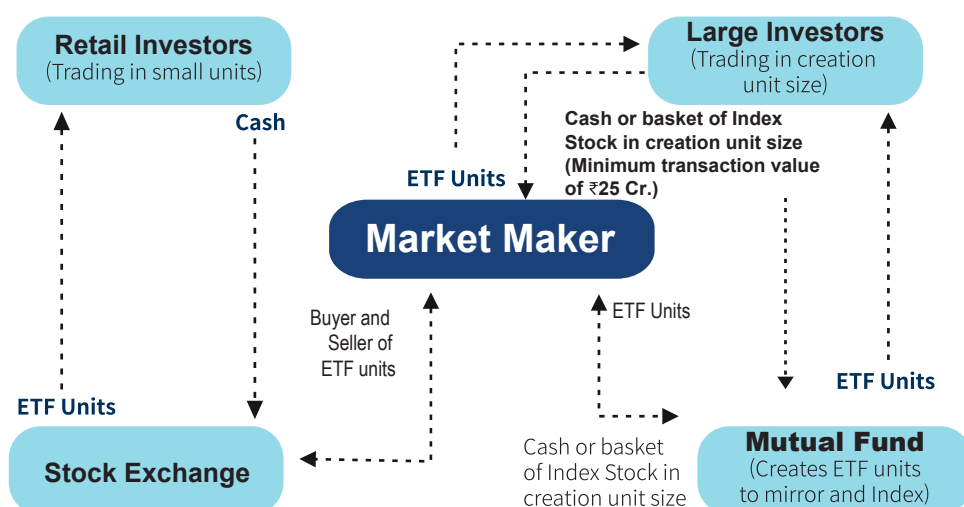 Retail Investors
(Trading in small units)
Large Investors
(Trading in creation
unit size)
Cash
Cash or basket of Index
Stock in creation unit size
(Minimum transaction value
of ₹25 Cr.)
ETF Units
Market Maker
Buyer and
Seller of
ETF units
ETF Units
ETF Units
ETF Units
Stock Exchange
Cash or basket
of Index Stock in
creation unit size
Mutual Fund
(Creates ETF units
to mirror and Index)